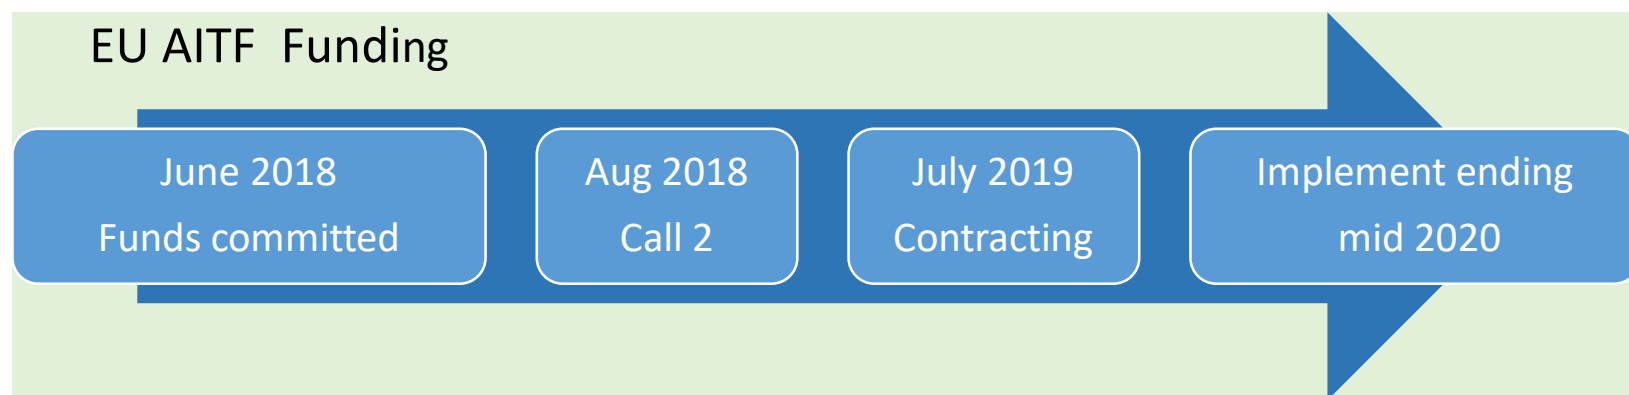 EU AITF  Funding
June 2018
Funds committed
Aug 2018
Call 2
July 2019
Contracting
Implement ending
mid 2020